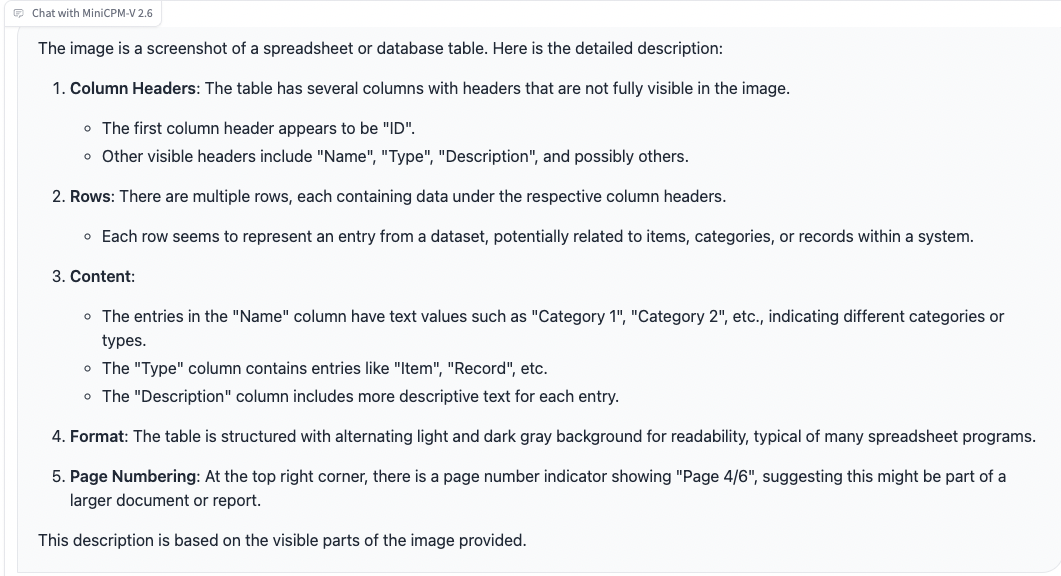 Chat with MiniCPM-V 2.6
The image is a screenshot of a spreadsheet or database table. Here is the detailed description:
1. Column Headers: The table has several columns with headers that are not fully visible in the image.
◦ The first column header appears to be "ID".
◦ Other visible headers include "Name", "Type", "Description", and possibly others.
2. Rows: There are multiple rows, each containing data under the respective column headers.
◦ Each row seems to represent an entry from a dataset, potentially related to items, categories, or records within a system.
3. Content:
◦ The entries in the "Name" column have text values such as "Category 1", "Category 2", etc., indicating different categories or
types.
◦ The "Type" column contains entries like "Item", "Record", etc.
◦ The "Description" column includes more descriptive text for each entry.
4. Format: The table is structured with alternating light and dark gray background for readability, typical of many spreadsheet programs.
5. Page Numbering: At the top right corner, there is a page number indicator showing "Page 4/6", suggesting this might be part of a
larger document or report.
This description is based on the visible parts of the image provided.